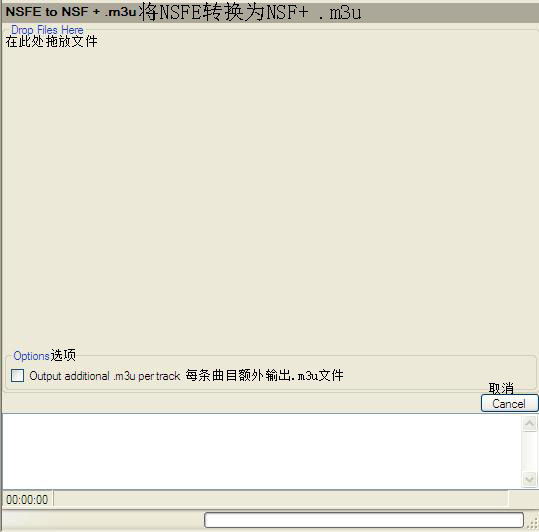 NSFE to NSF + .m3u 将NSFE转换为NSF+ .m3u
Drop Files Here
在此处拖放文件
Options选项
Output additional .m3u per track 每条曲目额外输出.m3u文件
取消
Cancel
00:00:00